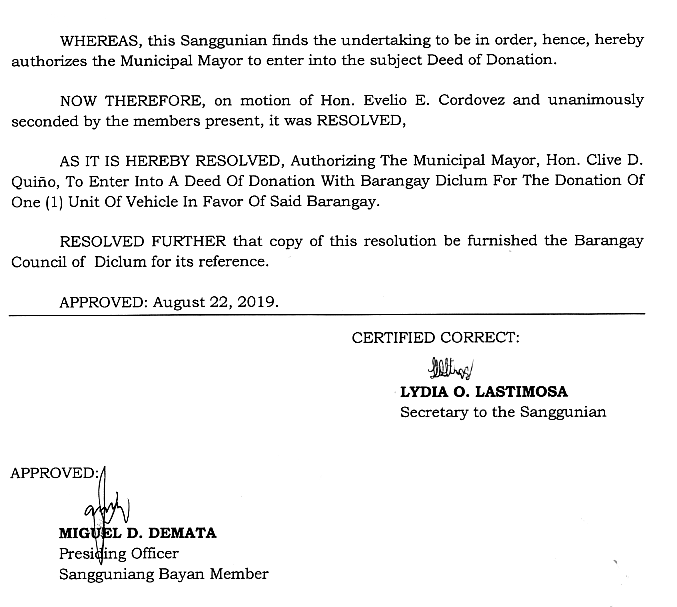 WHEREAS, this Sanggunian finds the undertaking to be in order, hence, hereby
authorizes the Municipal Mayor to enter into the subject Deed of Donation.
NOW THEREFORE, on motion of Hon. Evelio E. Cordovez and unanimously
seconded by the members present, it was RESOLVED,
AS IT IS HEREBY RESOLVED, Authorizing The Municipal Mayor, Hon. Clive D.
Quiño, To Enter Into A Deed Of Donation With Barangay Diclum For The Donation Of
One (1) Unit Of Vehicle In Favor Of Said Barangay.
RESOLVED FURTHER that copy of this resolution be furnished the Barangay
Council of Diclum for its reference.
APPROVED: August 22, 2019.
CERTIFIED CORRECT:
LYDIA O. LASTIMOSA
Secretary to the Sanggunian
APPROVED:
MIGUEL D. DEMATA
Presiding Officer
Sangguniang Bayan Member